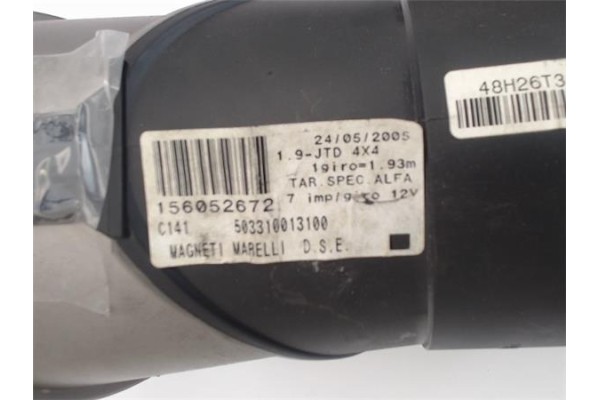 24/05/2005
1.9-JTD 4X4
1giro=1.93m
TAR.SPEC.ALFA
156052672 7 imp/giro 12V
C141 503310013100
MAGNETI MARELLI D.S.E.
48H26T3